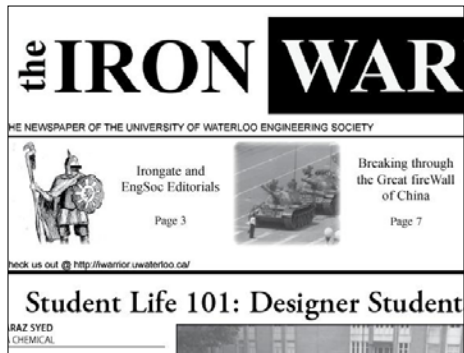 the IRON WAR
HE NEWSPAPER OF THE UNIVERSITY OF WATERLOO ENGINEERING SOCIETY
Irongate and
EngSoc Editorials
Page 3
Breaking through
the Great fireWall
of China
Page 7
heck us out @ http://iwarrior.uwaterloo.ca/
Student Life 101: Designer Student
ARAZ SYED
A CHEMICAL